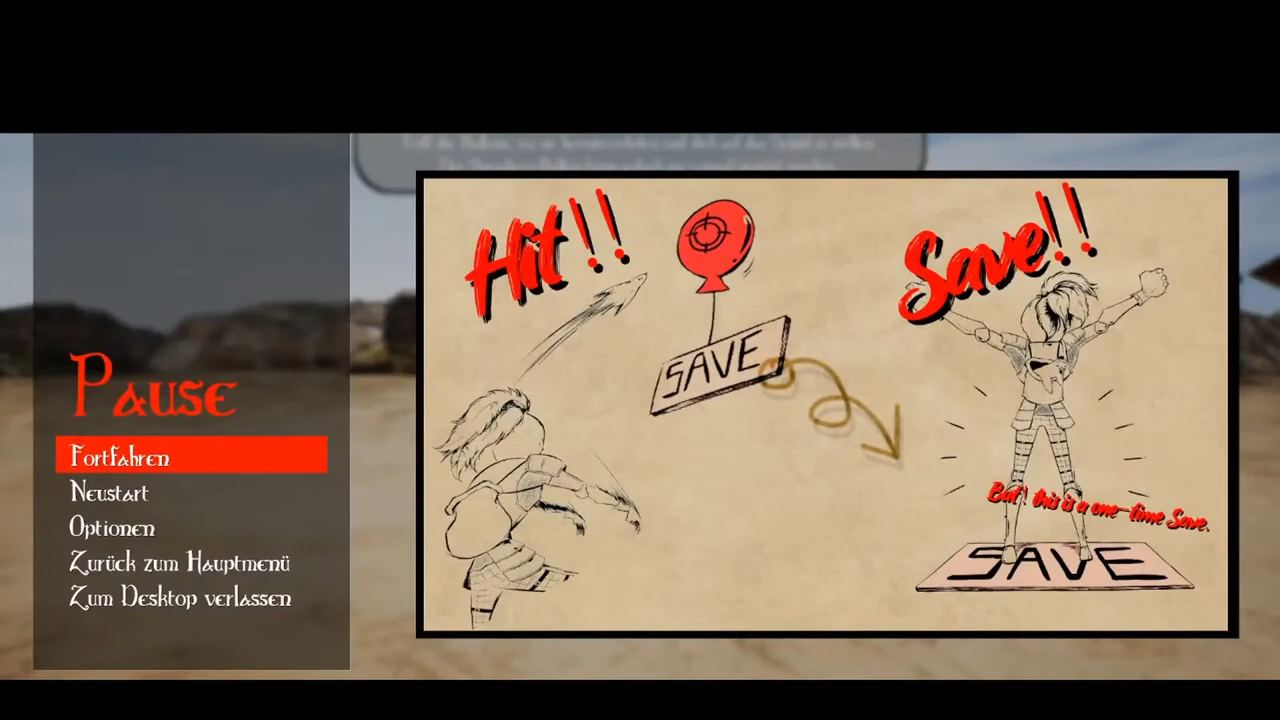 Pause
Fortfahren
Neustart
Optionen
Zurück zum Hauptmenü
Zum Desktop verlassen
Hit!!
SAVE
Save!!
But! this is a one-time Save.
SAVE